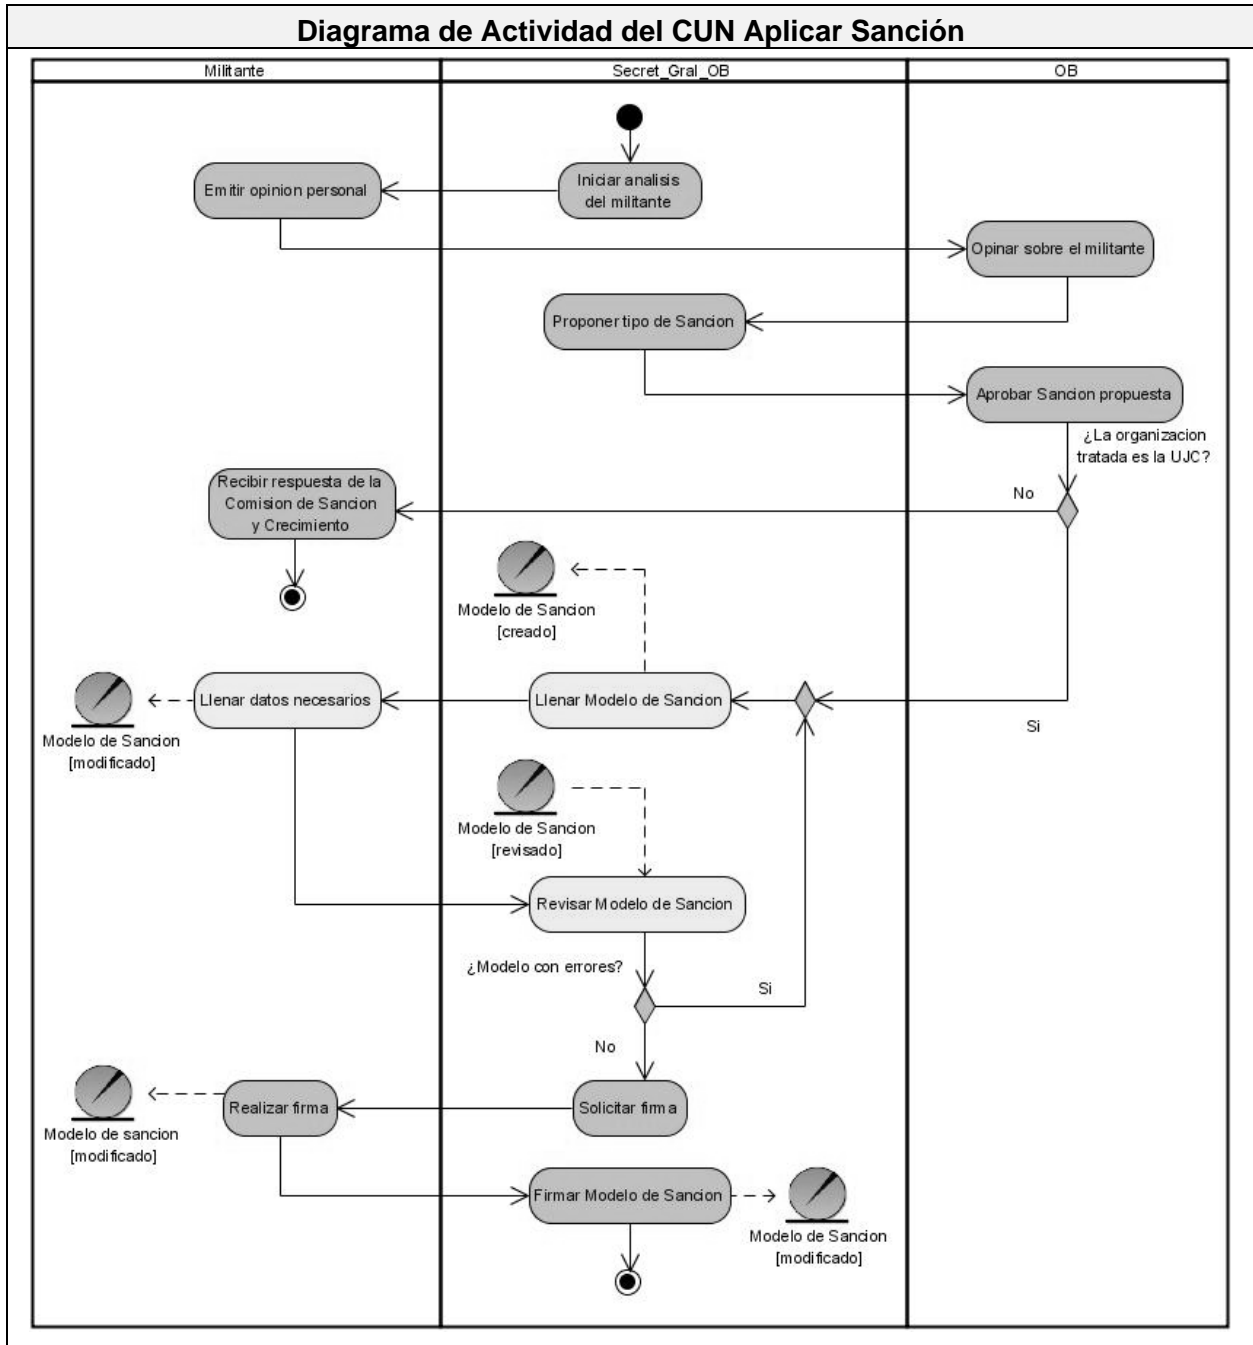 Diagrama de Actividad del CUN Aplicar Sanción
Militante
Secret_Gral_OB
OB
Iniciar analisis
del militante
Emitir opinion personal
Opinar sobre el militante
Proponer tipo de Sancion
Aprobar Sancion propuesta
¿La organizacion
tratada es la UJC?
No
Recibir respuesta de la
Comision de Sancion
y Crecimiento
Modelo de Sancion
[creado]
Llenar datos necesarios
Llenar Modelo de Sancion
Si
Modelo de Sancion
[modificado]
Modelo de Sancion
[revisado]
Revisar Modelo de Sancion
¿Modelo con errores?
Si
No
Realizar firma
Solicitar firma
Modelo de sancion
[modificado]
Firmar Modelo de Sancion
Modelo de Sancion
[modificado]